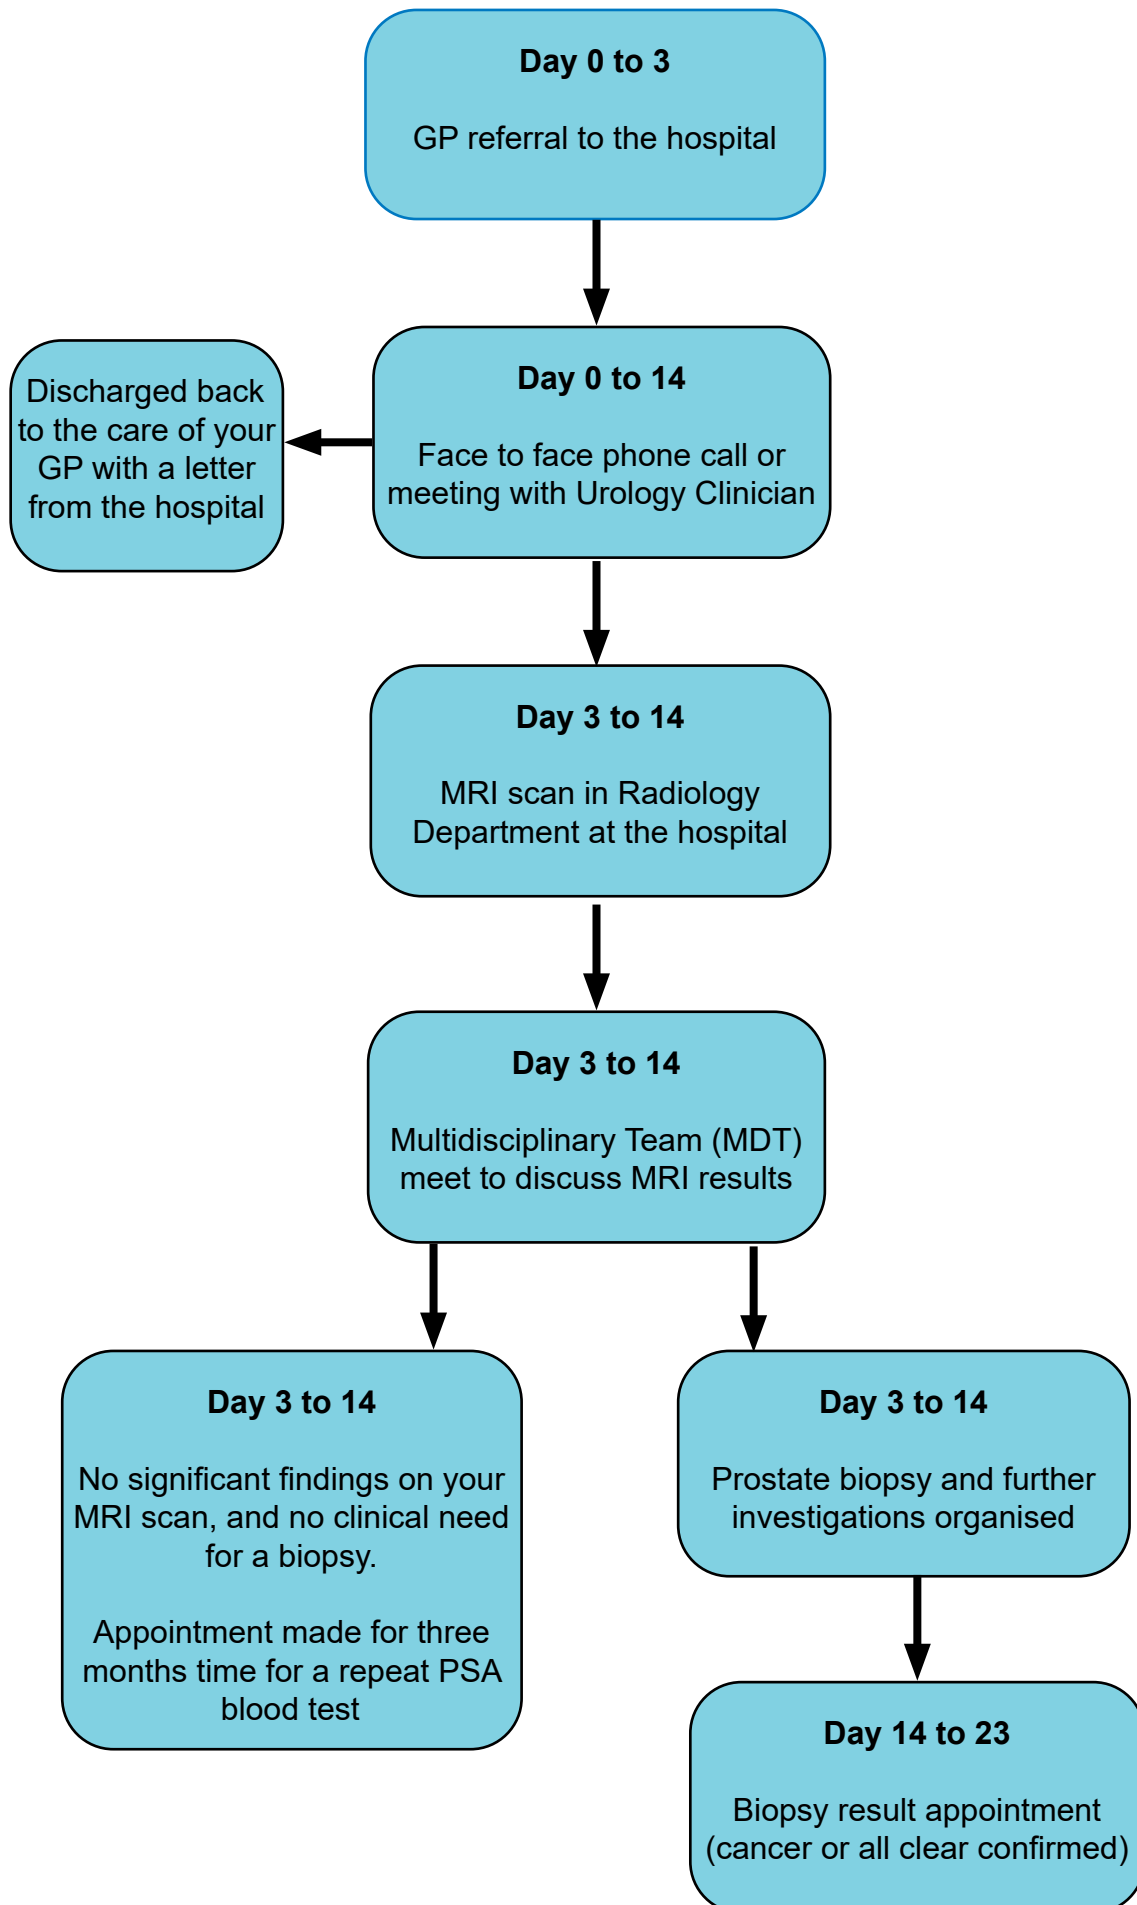 Day 0 to 3
GP referral to the hospital
Day 0 to 14
Face to face phone call or
meeting with Urology Clinician
Discharged back
to the care of your
GP with a letter
from the hospital
Day 3 to 14
MRI scan in Radiology
Department at the hospital
Day 3 to 14
Multidisciplinary Team (MDT)
meet to discuss MRI results
Day 3 to 14
No significant findings on your
MRI scan, and no clinical need
for a biopsy.
Appointment made for three
months time for a repeat PSA
blood test
Day 3 to 14
Prostate biopsy and further
investigations organised
Day 14 to 23
Biopsy result appointment
(cancer or all clear confirmed)